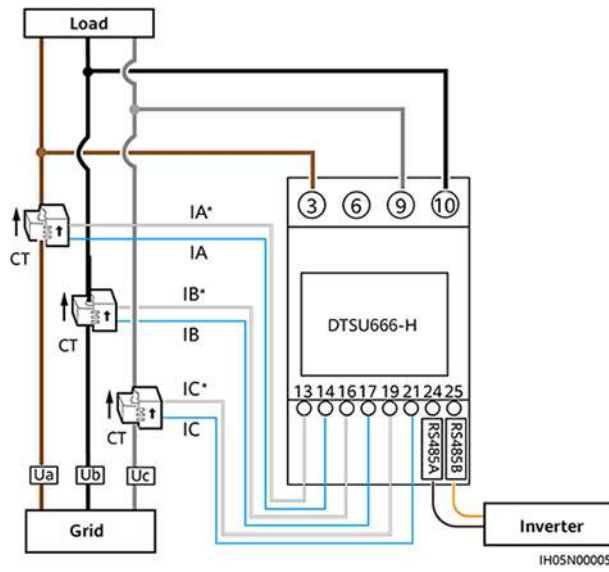 Load
3 6 9 10
IA*
CT
IA
IB*
DTSU666-H
IB
CT
IC*
13 14 16 17 19 21 24 25
CT
IC
RS485A
RS485B
Ua Ub Uc
Grid
Inverter
IH05N00005